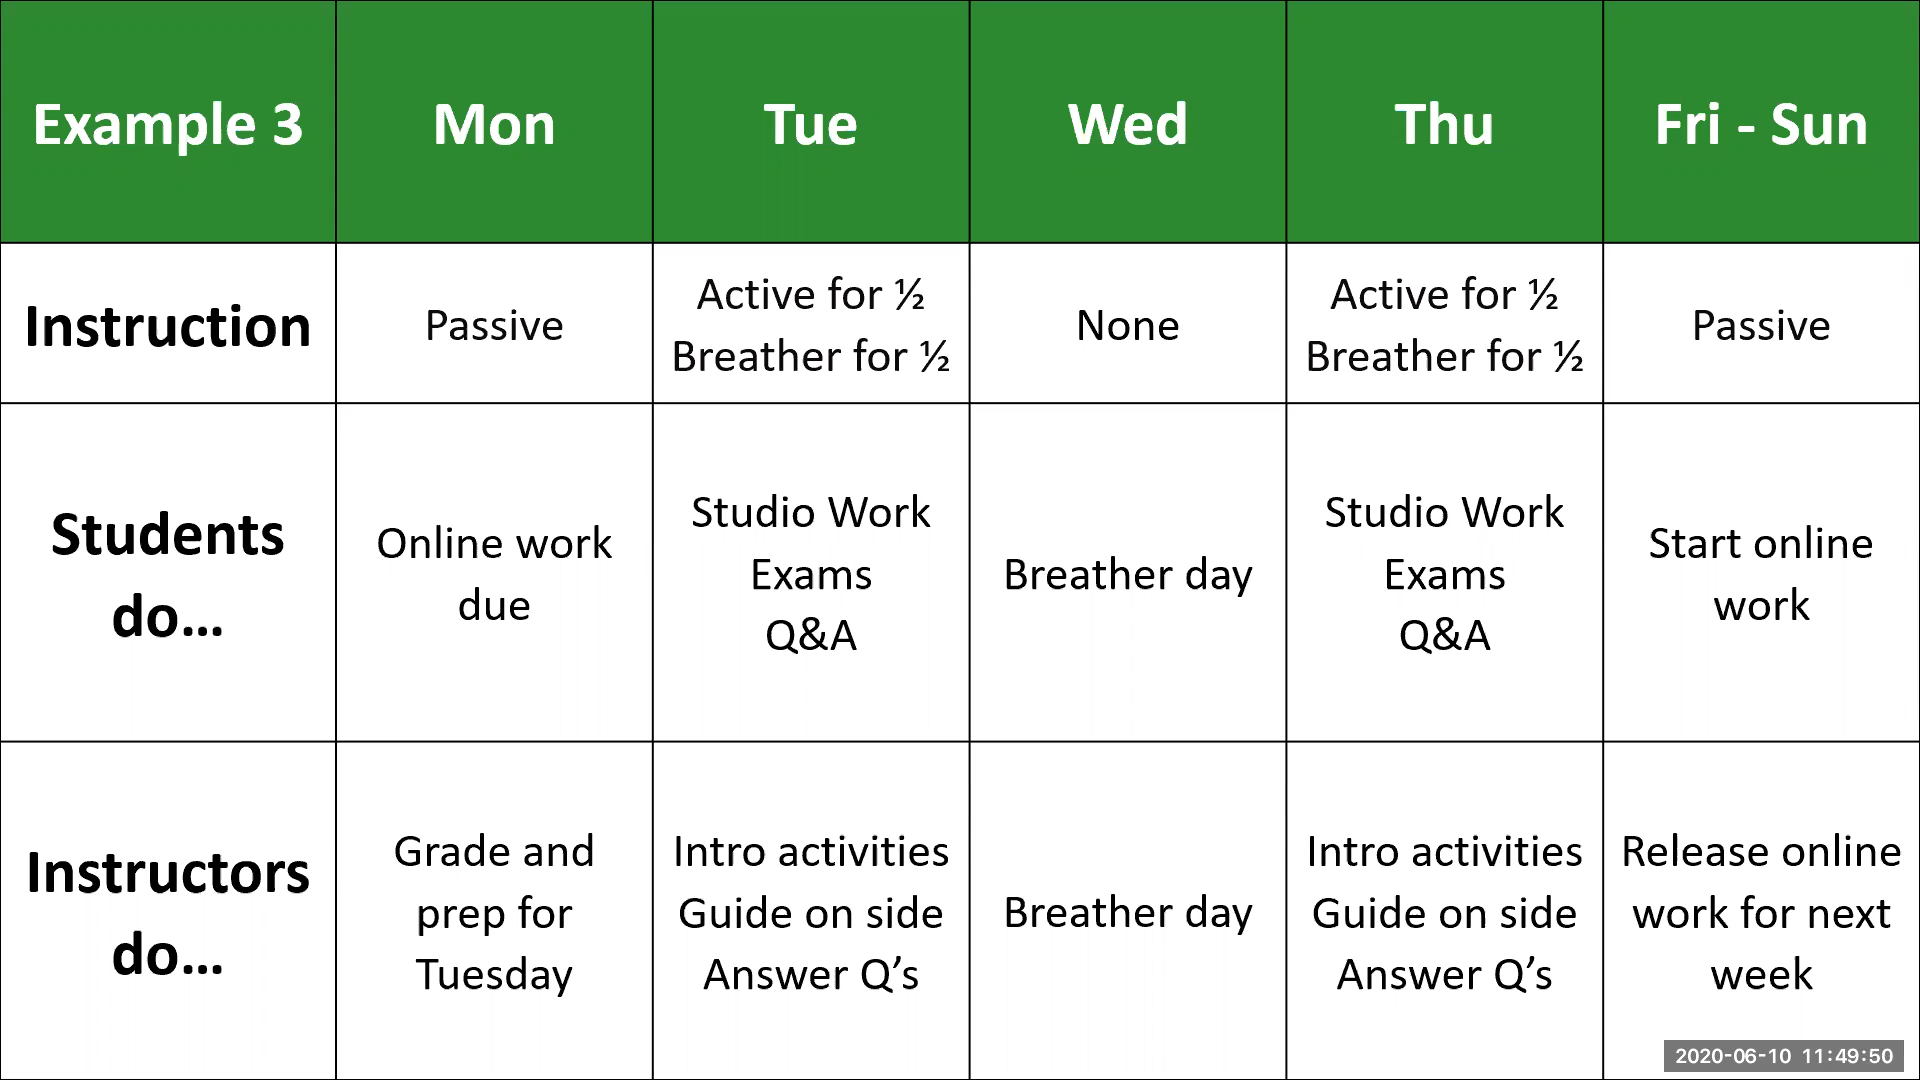 Example 3
Mon
Tue
Wed
Thu
Fri - Sun
Instruction
Passive
Active for ½
Breather for ½
None
Active for ½
Breather for ½
Passive
Students
do...
Online work
due
Studio Work
Exams
Q&A
Breather day
Studio Work
Exams
Q&A
Start online
work
Instructors
do...
Grade and
prep for
Tuesday
Intro activities
Guide on side
Answer Q’s
Breather day
Intro activities
Guide on side
Answer Q’s
Release online
work for next
week
2020-06-10 11:49:50